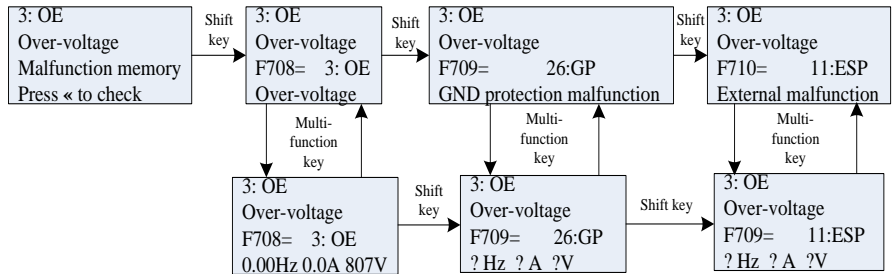 3: OE
Over-voltage
Malfunction memory
Press « to check
Shift
key
3: OE
Over-voltage
F708= 3: OE
Over-voltage
Shift
key
3: OE
Over-voltage
F709= 26:GP
GND protection malfunction
Shift
key
3: OE
Over-voltage
F710= 11:ESP
External malfunction
Multi-
function
key
Multi-
function
key
Multi-
function
key
3: OE
Over-voltage
F708= 3: OE
0.00Hz 0.0A 807V
Shift
key
3: OE
Over-voltage
F709= 26:GP
? Hz ? A ?V
Shift key
3: OE
Over-voltage
F709= 11:ESP
? Hz ? A ?V